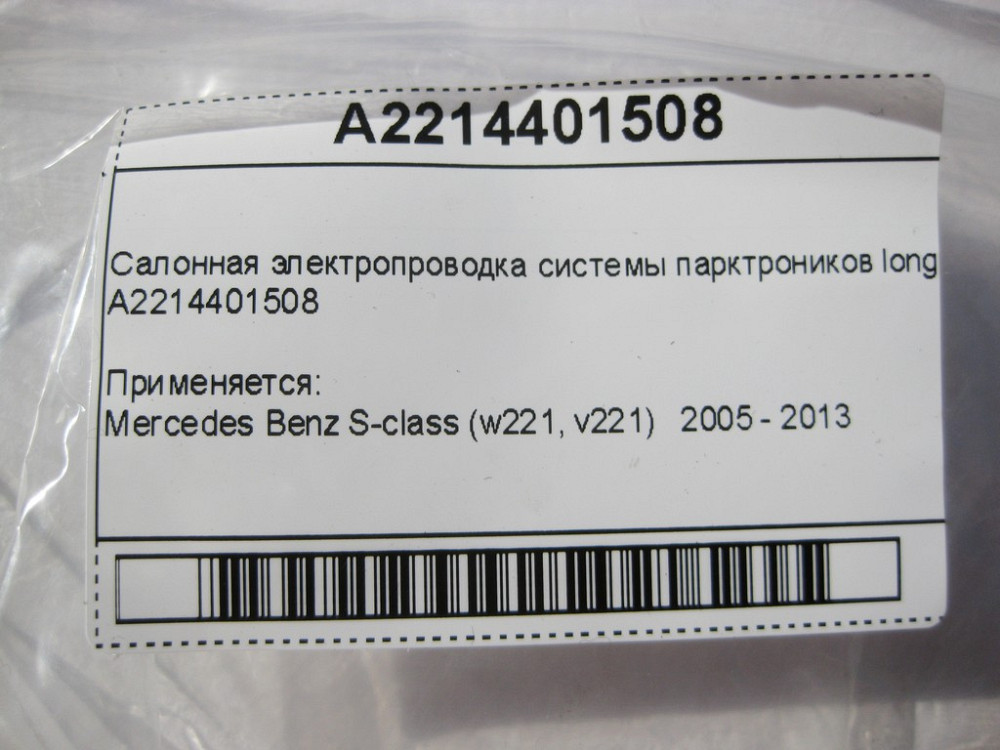 A2214401508
Салонная электропроводка системы парктроников long
A2214401508
Применяется:
Mercedes Benz S-class (w221, v221) 2005 - 2013